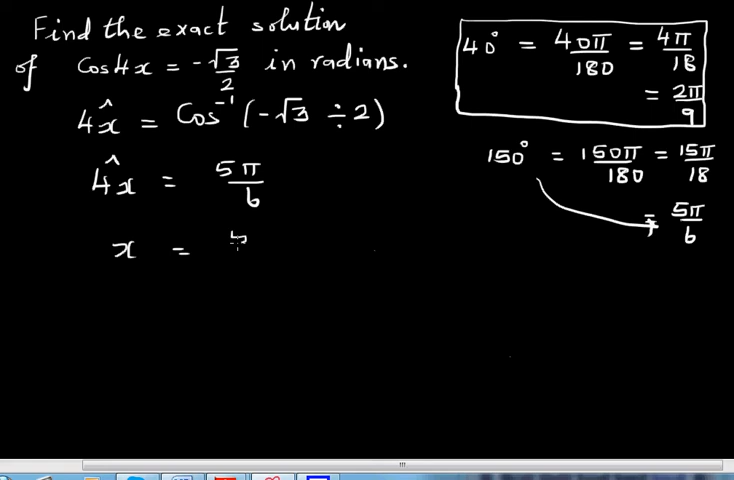 Find the exact solution
of cos4x = -√3/2 in radians.
4x̂ = cos⁻¹(-√3 ÷ 2)
4x̂ = 5π/6
x = 5
40° = 40π/180 = 4π/18
= 2π/9
150° = 150π/180 = 15π/18
= 5π/6